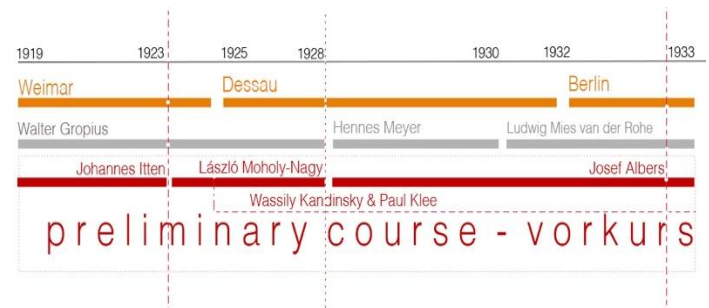 1919 1923 1925 1928 1930 1932 1933
Weimar Dessau Berlin
Walter Gropius Hennes Meyer Ludwig Mies van der Rohe
Johannes Itten László Moholy-Nagy Josef Albers
Wassily Kandinsky & Paul Klee
preliminary course - vorkurs